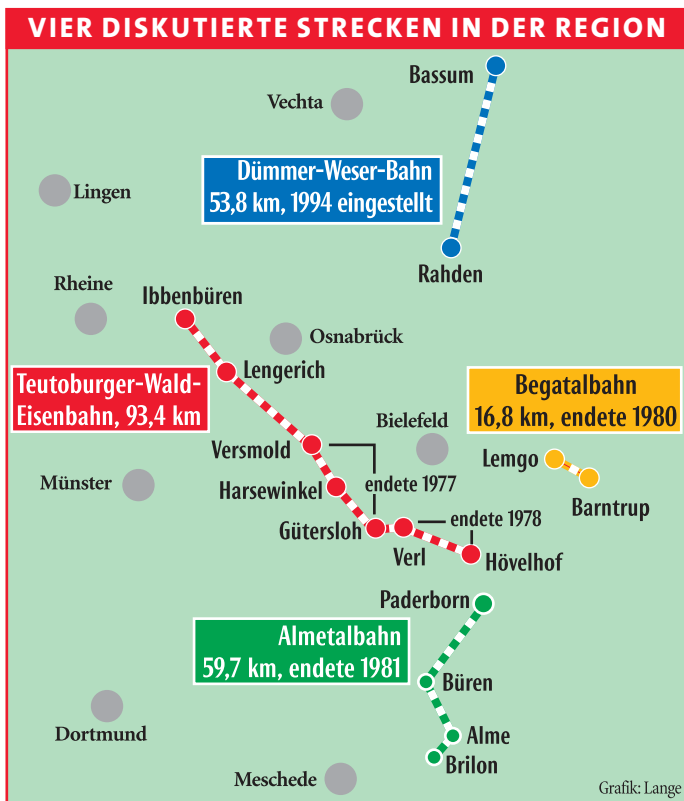 VIER DISKUTIERTE STRECKEN IN DER REGION
Bassum
Vechta
Dümmer-Weser-Bahn
53,8 km, 1994 eingestellt
Lingen
Rahden
Rheine
Ibbenbüren
Osnabrück
Lengerich
Teutoburger-Wald-
Eisenbahn, 93,4 km
Begatalbahn
16,8 km, endete 1980
Bielefeld
Versmold
Lemgo
Münster
Harsewinkel
endete 1977
Barntrup
endete 1978
Gütersloh
Verl
Hövelhof
Paderborn
Almetalbahn
59,7 km, endete 1981
Büren
Dortmund
Alme
Brilon
Meschede
Grafik: Lange